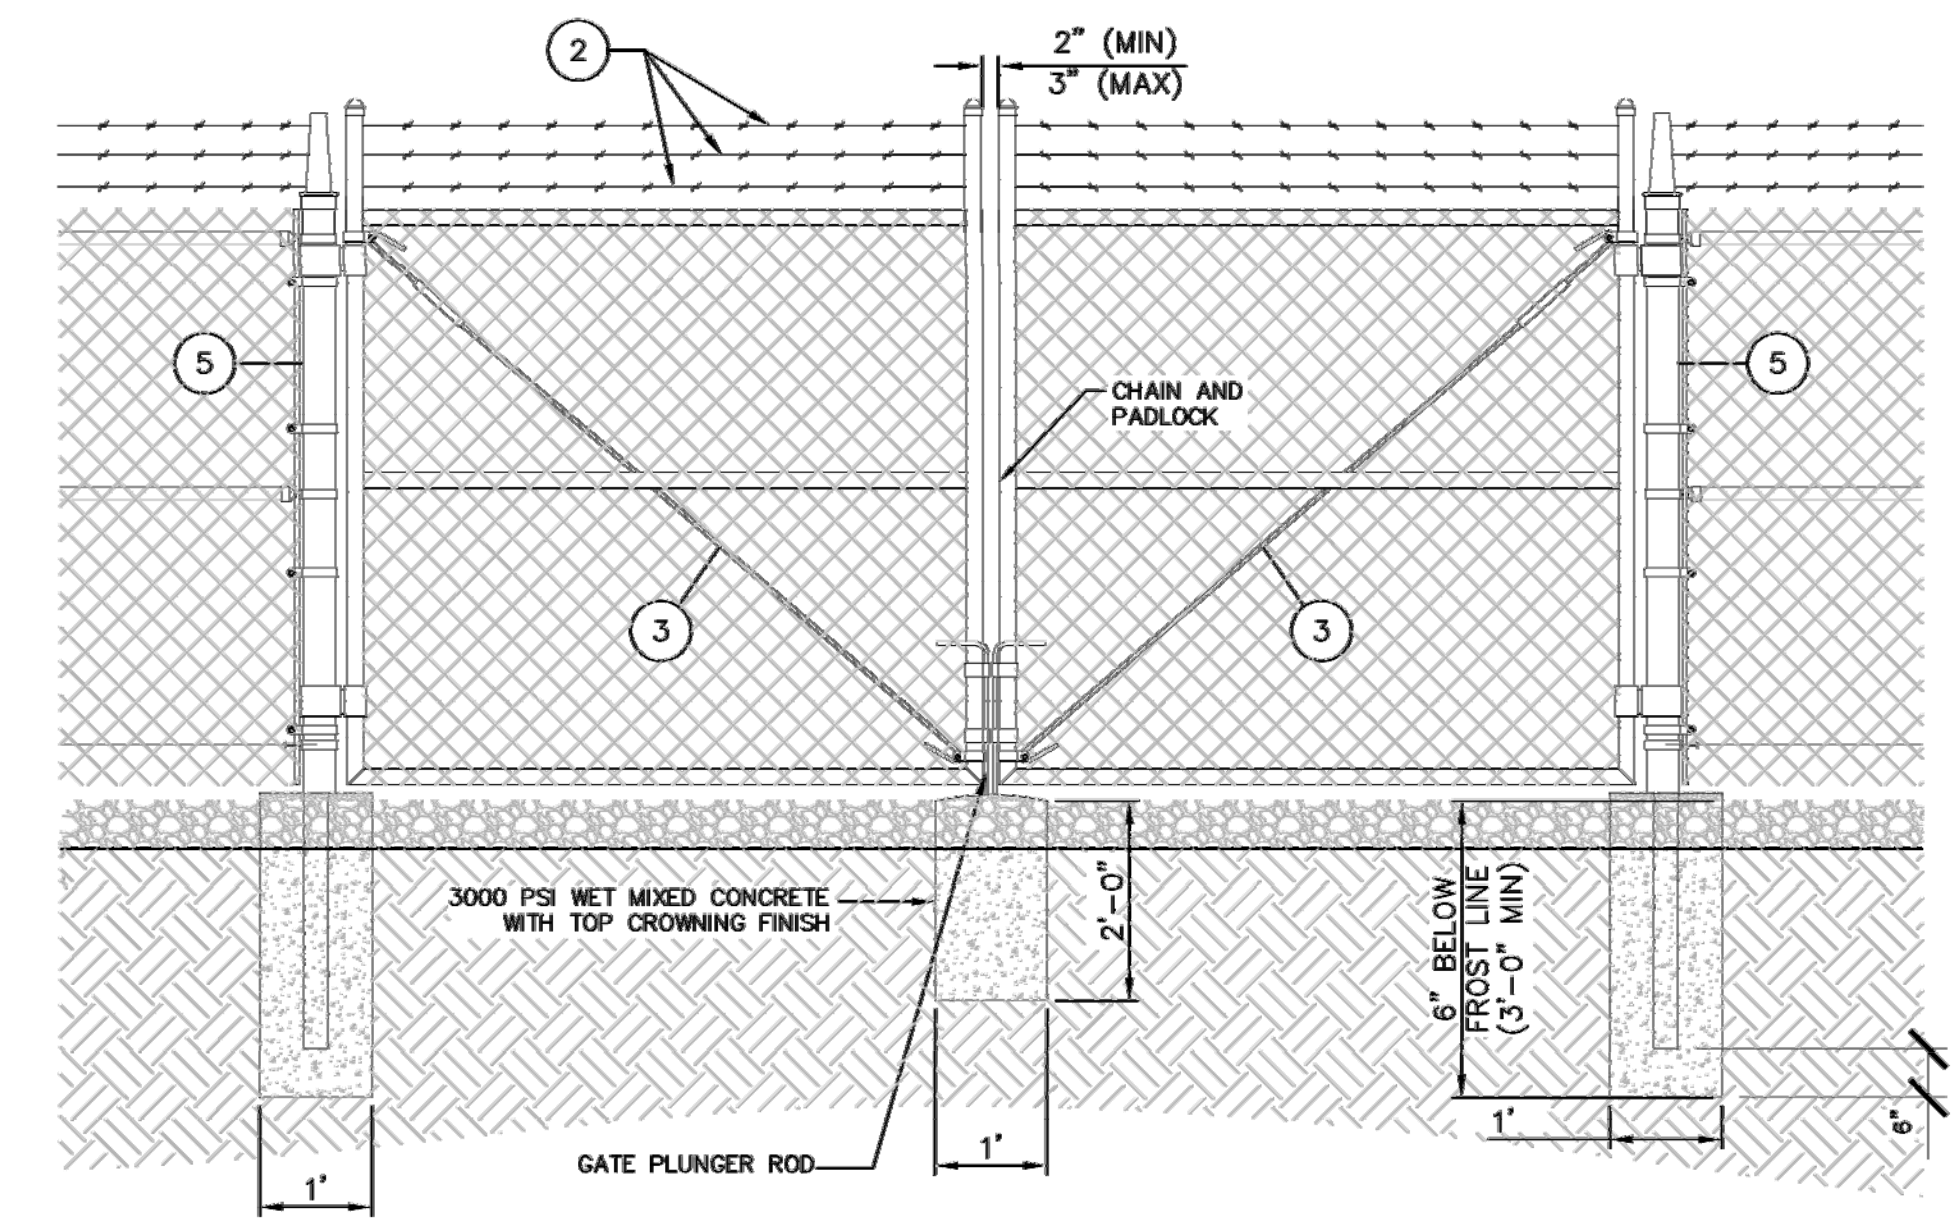 2
2" (MIN)
3" (MAX)
5
5
CHAIN AND
PADLOCK
3
3
3000 PSI WET MIXED CONCRETE
WITH TOP CROWNING FINISH
2'-0"
6" BELOW
FROST LINE
(3'-0" MIN)
GATE PLUNGER ROD
1'
1'
1'
6"